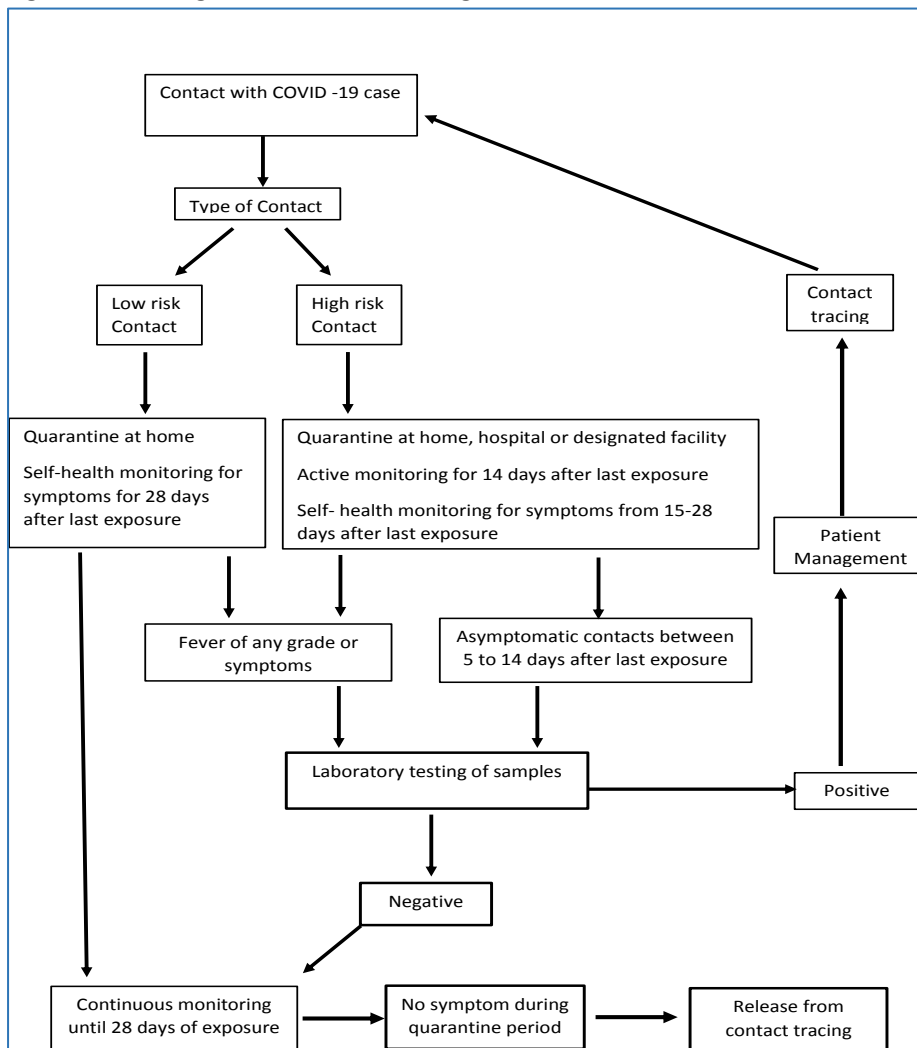 Contact with COVID -19 case
Type of Contact
Low risk
Contact
High risk
Contact
Contact
tracing
Quarantine at home
Self-health monitoring for
symptoms for 28 days
after last exposure
Quarantine at home, hospital or designated facility
Active monitoring for 14 days after last exposure
Self- health monitoring for symptoms from 15-28
days after last exposure
Patient
Management
Fever of any grade or
symptoms
Asymptomatic contacts between
5 to 14 days after last exposure
Laboratory testing of samples
Positive
Negative
Continuous monitoring
until 28 days of exposure
No symptom during
quarantine period
Release from
contact tracing